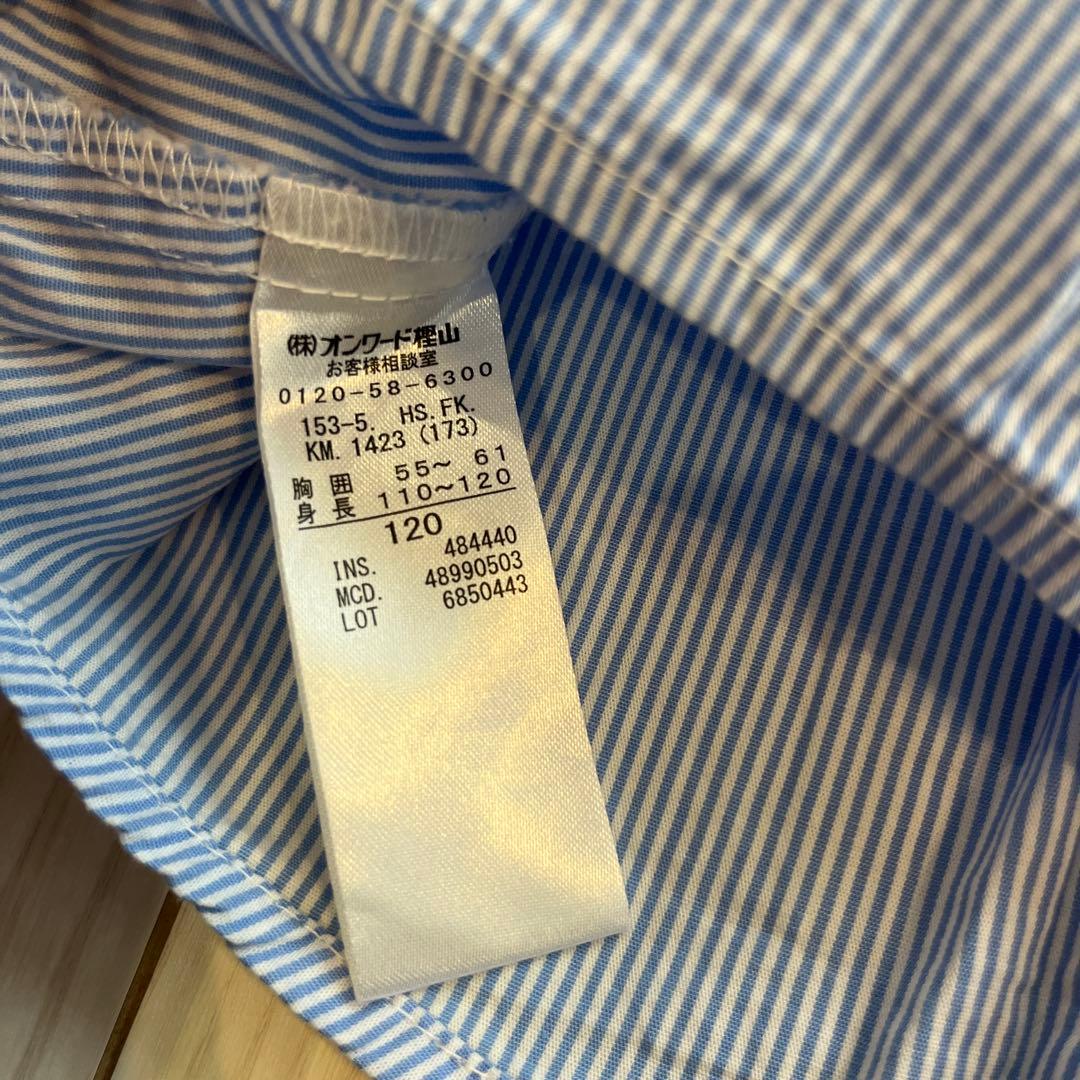 (株)オンワード樫山
お客様相談室
0120-58-6300
153-5. HS.FK.
KM. 1423 (173)
胸囲 55～ 61
身長 110～120
120
INS. 484440
MCD. 48990503
LOT 6850443